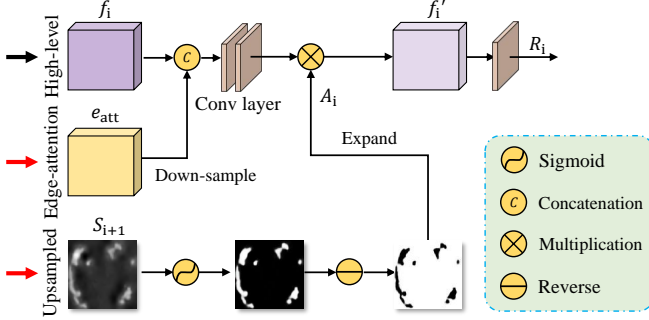 High-level
f_i
C
Conv layer
A_i
f_i′
R_i
Edge-attention
e_att
Down-sample
Expand
Upsampled
S_i+1
Sigmoid
C
Concatenation
Multiplication
Reverse